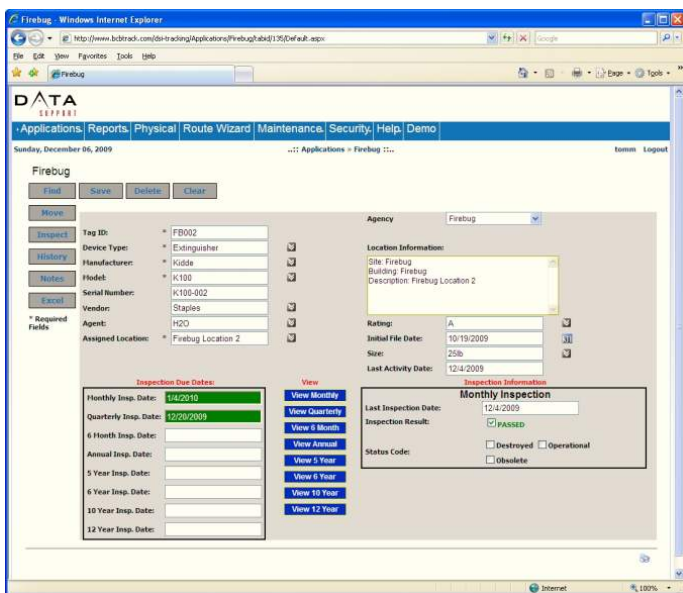 Firebug - Windows Internet Explorer
http://www.bcbtrack.com/dsi-tracking/Applications/Firebug/tabid/135/Default.aspx
Google
File Edit View Favorites Tools Help
Firebug
Page Tools
DATA
SUPPORT
Applications Reports Physical Route Wizard Maintenance Security Help Demo
Sunday, December 06, 2009 ..:: Applications » Firebug ::.. tomm Logout
Firebug
Find Save Delete Clear
Move
Inspect
History
Notes
Excel
* Required Fields
Agency Firebug
Tag ID: * FB002
Device Type: * Extinguisher
Manufacturer: * Kidde
Model: * K100
Serial Number: K100-002
Vendor: Staples
Agent: H2O
Assigned Location: * Firebug Location 2
Location Information:
Site: Firebug
Building: Firebug
Description: Firebug Location 2
Rating: A
Initial File Date: 10/19/2009
Size: 25lb
Last Activity Date: 12/4/2009
Inspection Due Dates:
Monthly Insp. Date: 1/4/2010
Quarterly Insp. Date: 12/20/2009
6 Month Insp. Date:
Annual Insp. Date:
5 Year Insp. Date:
6 Year Insp. Date:
10 Year Insp. Date:
12 Year Insp. Date:
View
View Monthly
View Quarterly
View 6 Month
View Annual
View 5 Year
View 6 Year
View 10 Year
View 12 Year
Inspection Information
Monthly Inspection
Last Inspection Date: 12/4/2009
Inspection Result: PASSED
Status Code: Destroyed Operational
Obsolete
Internet 100%